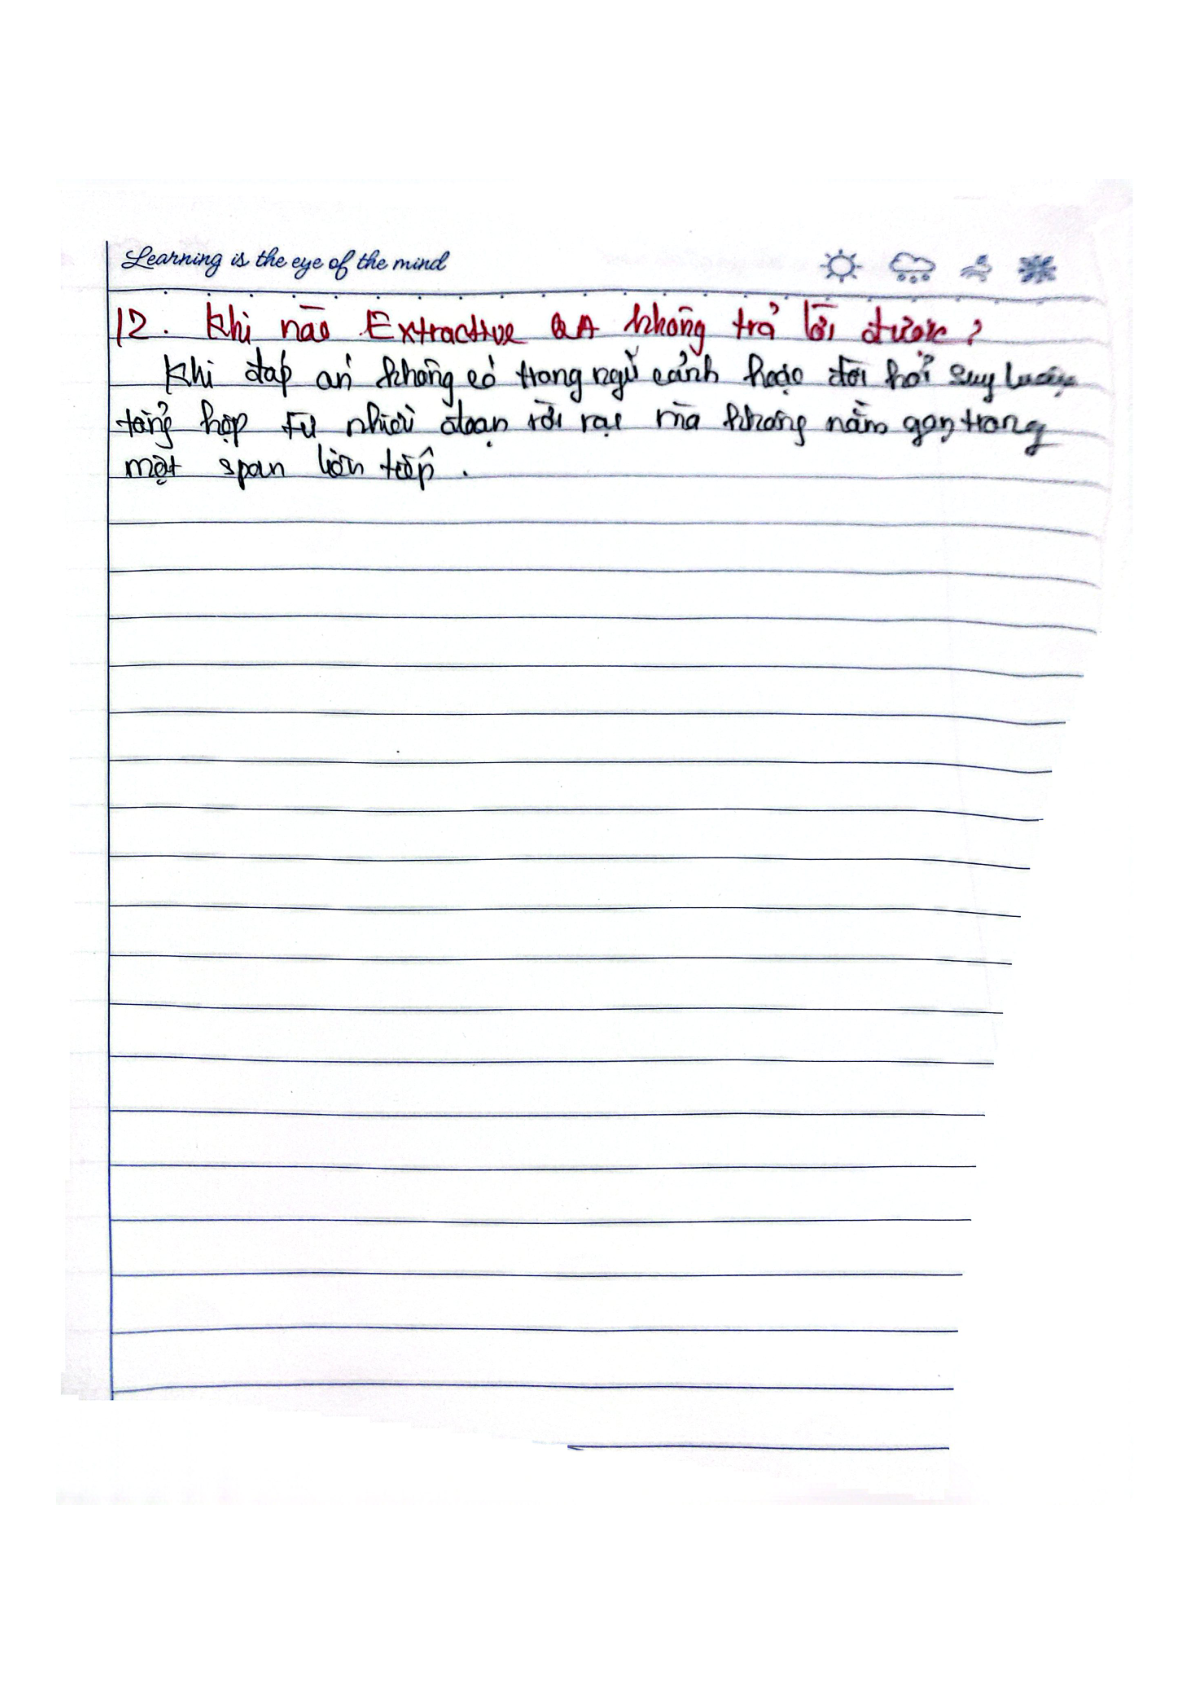 Learning is the eye of the mind
12. Khi nào Extractive QA không trả lời được?
Khi đáp án không có trong ngữ cảnh hoặc đòi hỏi suy luận
tổng hợp từ nhiều đoạn rời rạc mà không nằm gọn trong
một span liên tiếp.